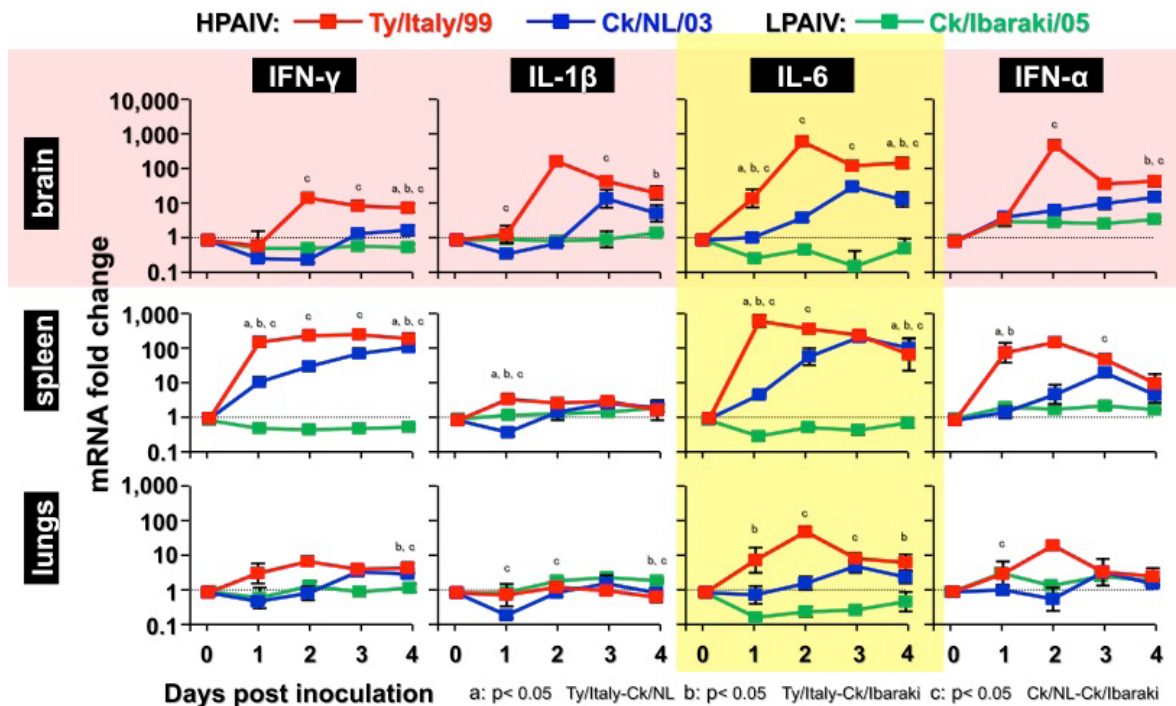 HPAIV: Ty/Italy/99 Ck/NL/03 LPAIV: Ck/Ibaraki/05
IFN-γ IL-1β IL-6 IFN-α
mRNA fold change
brain
10,000
1,000
100
10
1
0.1
c c a, b, c
c c b
a, b, c c c a, b, c
c b, c
spleen
1,000
100
10
1
0.1
a, b, c c c a, b, c
a, b, c
a, b, c c a, b, c
a, b c
lungs
1,000
100
10
1
0.1
b, c
c c b, c
b c c b
c
0 1 2 3 4 0 1 2 3 4 0 1 2 3 4 0 1 2 3 4
Days post inoculation a: p< 0.05 Ty/Italy-Ck/NL b: p< 0.05 Ty/Italy-Ck/Ibaraki c: p< 0.05 Ck/NL-Ck/Ibaraki